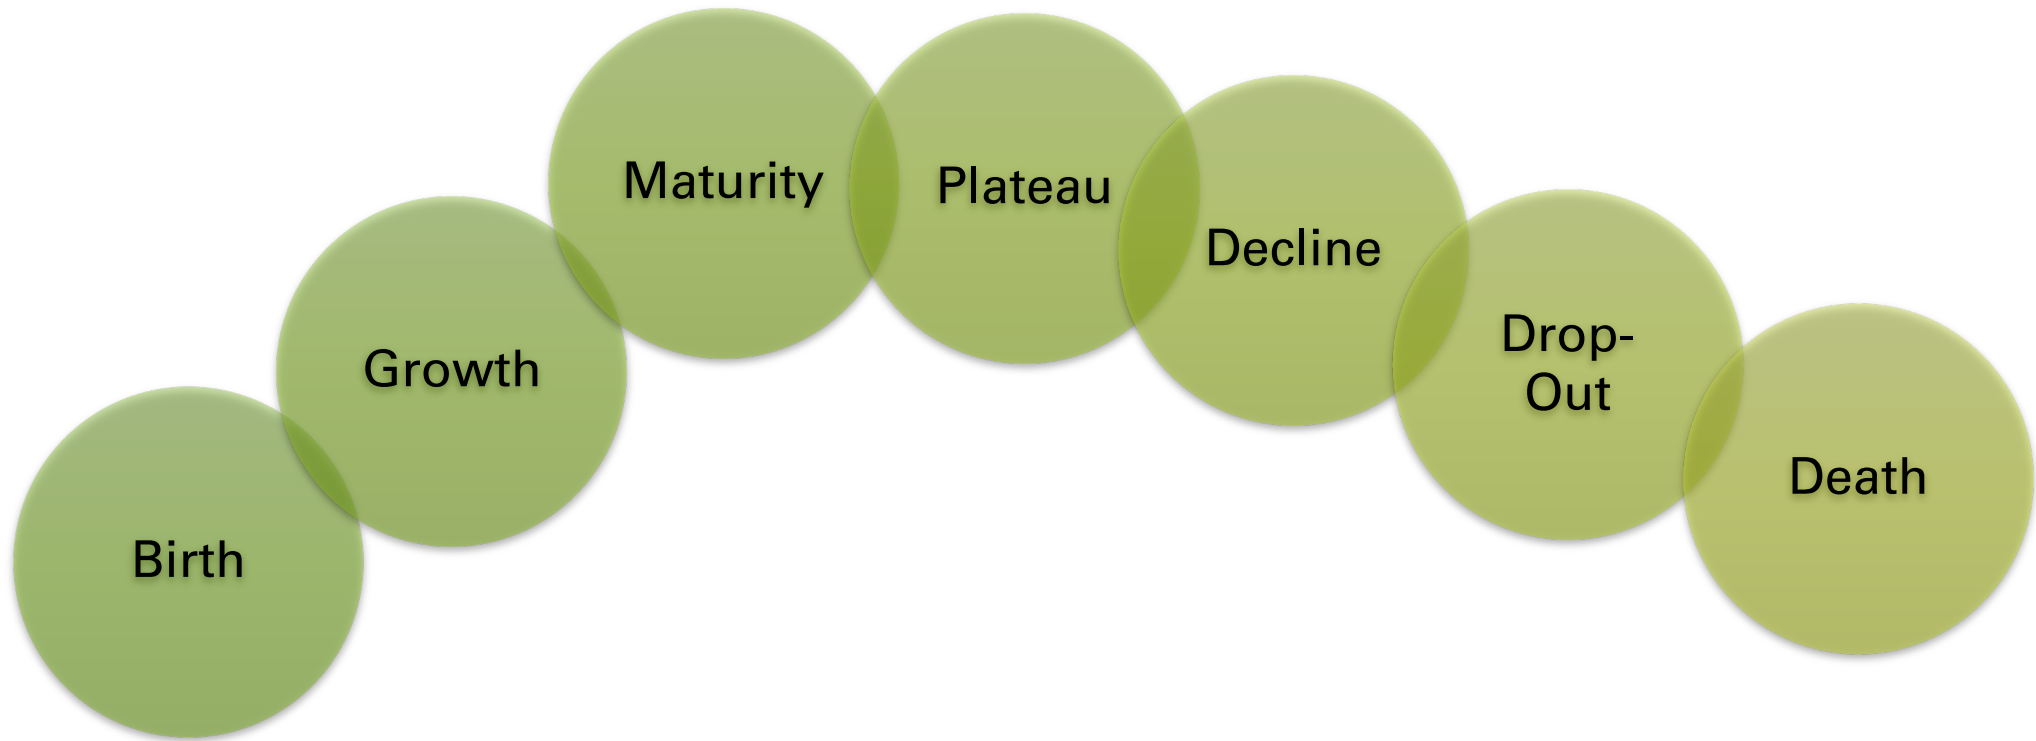 Birth
Growth
Maturity
Plateau
Decline
Drop-
Out
Death